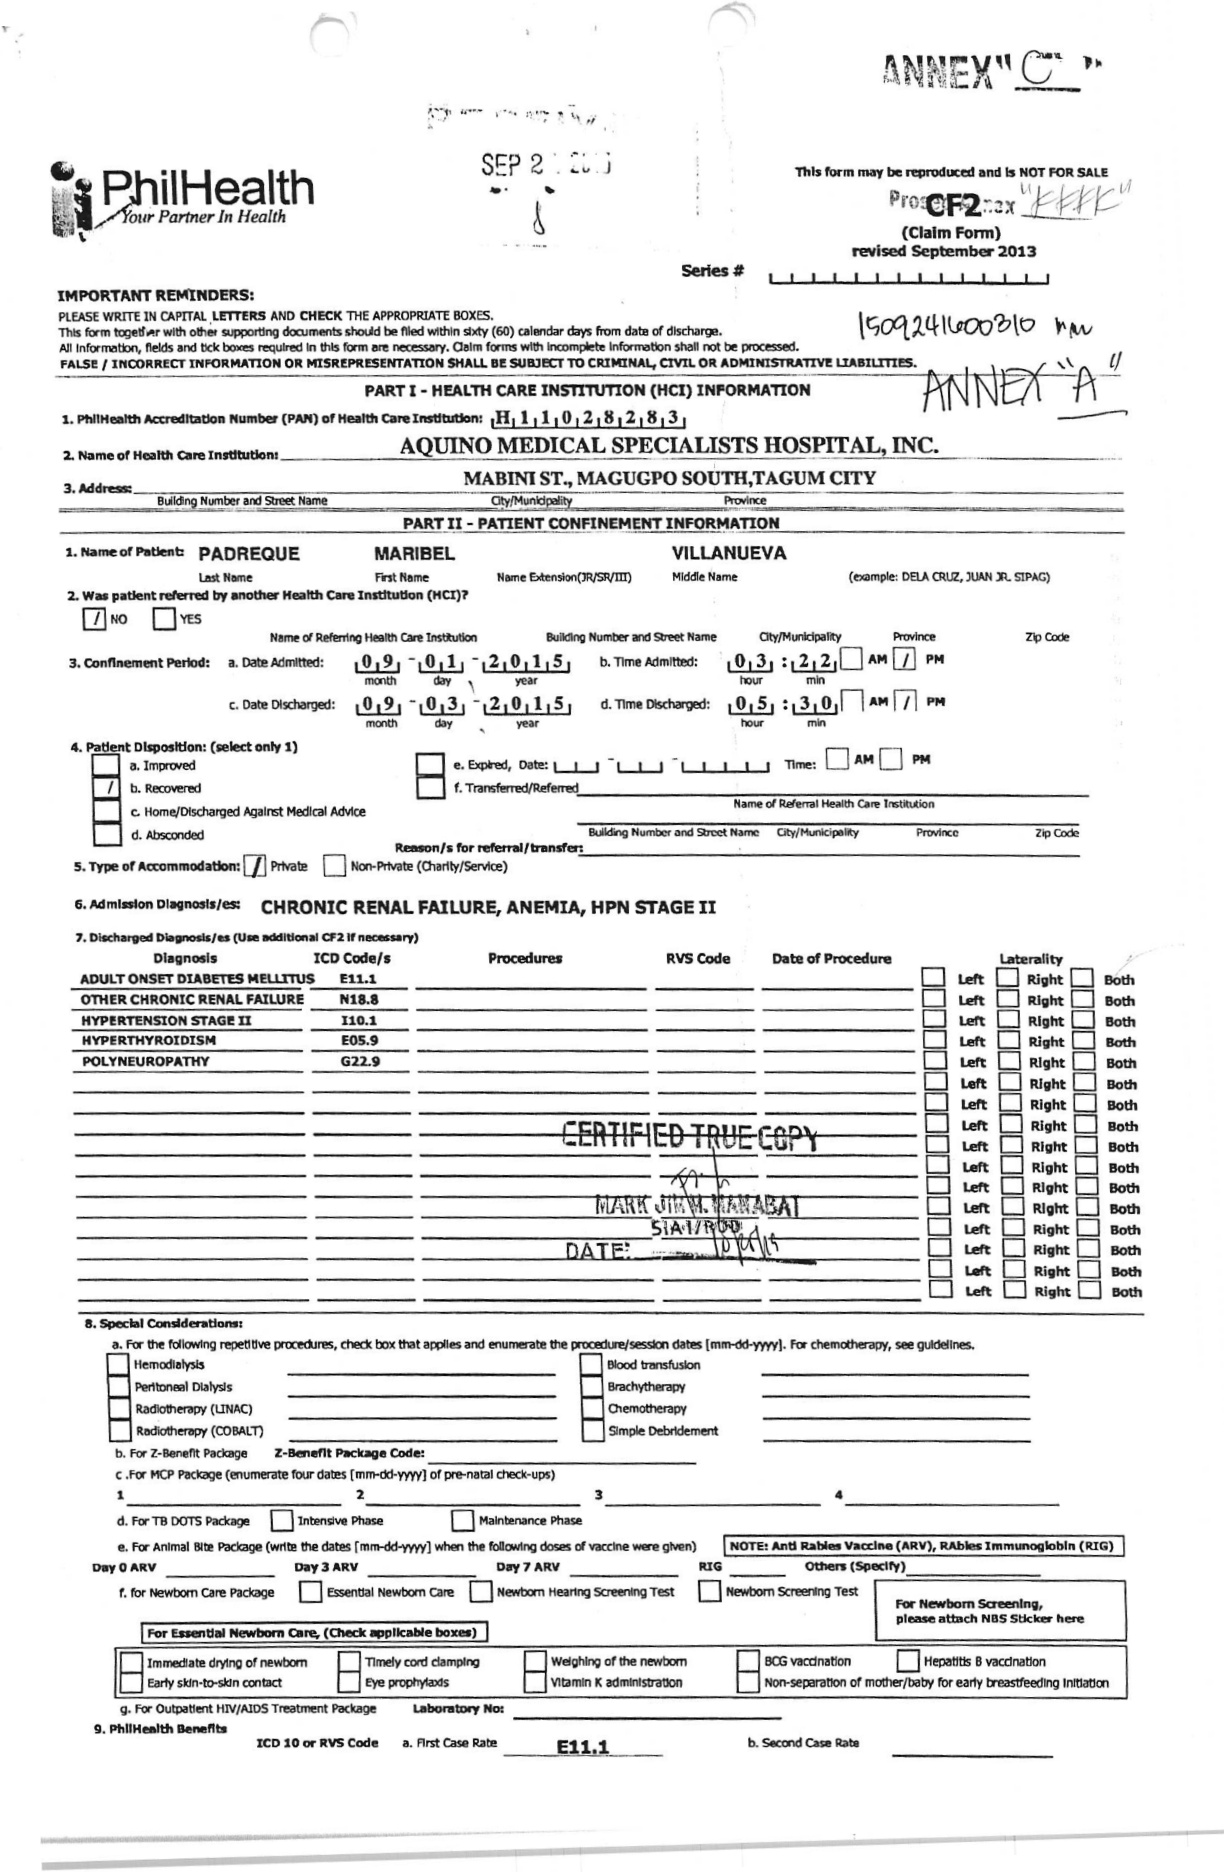 ANNEX "C"
SEP 2
PhilHealth
Your Partner In Health
This form may be reproduced and is NOT FOR SALE
CF2
"KKKK"
(Claim Form)
revised September 2013
Series #
IMPORTANT REMINDERS:
PLEASE WRITE IN CAPITAL LETTERS AND CHECK THE APPROPRIATE BOXES.
This form together with other supporting documents should be filed within sixty (60) calendar days from date of discharge.
All Information, fields and tick boxes required in this form are necessary. Claim forms with incomplete information shall not be processed.
FALSE / INCORRECT INFORMATION OR MISREPRESENTATION SHALL BE SUBJECT TO CRIMINAL, CIVIL OR ADMINISTRATIVE LIABILITIES.
1509241600310
ANNEX "A"
PART I - HEALTH CARE INSTITUTION (HCI) INFORMATION
1. PhilHealth Accreditation Number (PAN) of Health Care Institution: H11028283
2. Name of Health Care Institution: AQUINO MEDICAL SPECIALISTS HOSPITAL, INC.
3. Address: MABINI ST., MAGUGPO SOUTH,TAGUM CITY
Building Number and Street Name City/Municipality Province
PART II - PATIENT CONFINEMENT INFORMATION
1. Name of Patient: PADREQUE MARIBEL VILLANUEVA
Last Name First Name Name Extension(JR/SR/III) Middle Name (example: DELA CRUZ, JUAN JR. SIPAG)
2. Was patient referred by another Health Care Institution (HCI)?
/ NO YES
Name of Referring Health Care Institution Building Number and Street Name City/Municipality Province Zip Code
3. Confinement Period: a. Date Admitted: 09-01-2015 b. Time Admitted: 03:22 AM / PM
month day year hour min
c. Date Discharged: 09-03-2015 d. Time Discharged: 05:30 AM / PM
month day year hour min
4. Patient Disposition: (select only 1)
a. Improved e. Expired, Date: - - Time: AM PM
/ b. Recovered f. Transferred/Referred
Name of Referral Health Care Institution
c. Home/Discharged Against Medical Advice
d. Absconded Building Number and Street Name City/Municipality Province Zip Code
Reason/s for referral/transfer:
5. Type of Accommodation: / Private Non-Private (Charity/Service)
6. Admission Diagnosis/es: CHRONIC RENAL FAILURE, ANEMIA, HPN STAGE II
7. Discharged Diagnosis/es (Use additional CF2 if necessary)
Diagnosis ICD Code/s Procedures RVS Code Date of Procedure Laterality
ADULT ONSET DIABETES MELLITUS E11.1 Left Right Both
OTHER CHRONIC RENAL FAILURE N18.8 Left Right Both
HYPERTENSION STAGE II I10.1 Left Right Both
HYPERTHYROIDISM E05.9 Left Right Both
POLYNEUROPATHY G22.9 Left Right Both
Left Right Both
Left Right Both
Left Right Both
CERTIFIED TRUE COPY
Left Right Both
Left Right Both
Left Right Both
MARK JIM M. MANABAT
Left Right Both
SIA I/ROD
Left Right Both
DATE:
Left Right Both
Left Right Both
Left Right Both
8. Special Considerations:
a. For the following repetitive procedures, check box that applies and enumerate the procedure/session dates [mm-dd-yyyy]. For chemotherapy, see guidelines.
Hemodialysis Blood transfusion
Peritoneal Dialysis Brachytherapy
Radiotherapy (LINAC) Chemotherapy
Radiotherapy (COBALT) Simple Debridement
b. For Z-Benefit Package Z-Benefit Package Code:
c .For MCP Package (enumerate four dates [mm-dd-yyyy] of pre-natal check-ups)
1 2 3 4
d. For TB DOTS Package Intensive Phase Maintenance Phase
e. For Animal Bite Package (write the dates [mm-dd-yyyy] when the following doses of vaccine were given) NOTE: Anti Rabies Vaccine (ARV), RAbies Immunoglobin (RIG)
Day 0 ARV Day 3 ARV Day 7 ARV RIG Others (Specify)
f. for Newborn Care Package Essential Newborn Care Newborn Hearing Screening Test Newborn Screening Test
For Newborn Screening,
please attach NBS Sticker here
For Essential Newborn Care, (Check applicable boxes)
Immediate drying of newborn Timely cord clamping Weighing of the newborn BCG vaccination Hepatitis B vaccination
Early skin-to-skin contact Eye prophylaxis Vitamin K administration Non-separation of mother/baby for early breastfeeding initiation
g. For Outpatient HIV/AIDS Treatment Package Laboratory No:
9. PhilHealth Benefits
ICD 10 or RVS Code a. First Case Rate E11.1 b. Second Case Rate